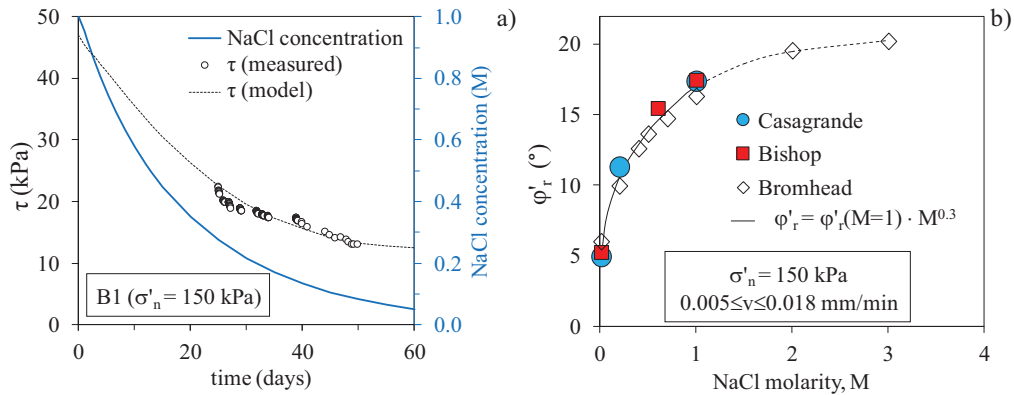 a)
50
40
30
20
10
0
τ (kPa)
1.0
0.8
0.6
0.4
0.2
0.0
NaCl concentration (M)
NaCl concentration
τ (measured)
τ (model)
B1 (σ'n = 150 kPa)
0 20 40 60
time (days)
b)
20
15
10
5
0
φ'r (°)
Casagrande
Bishop
Bromhead
φ'r = φ'r(M=1) · M^0.3
σ'n = 150 kPa
0.005≤v≤0.018 mm/min
0 1 2 3 4
NaCl molarity, M